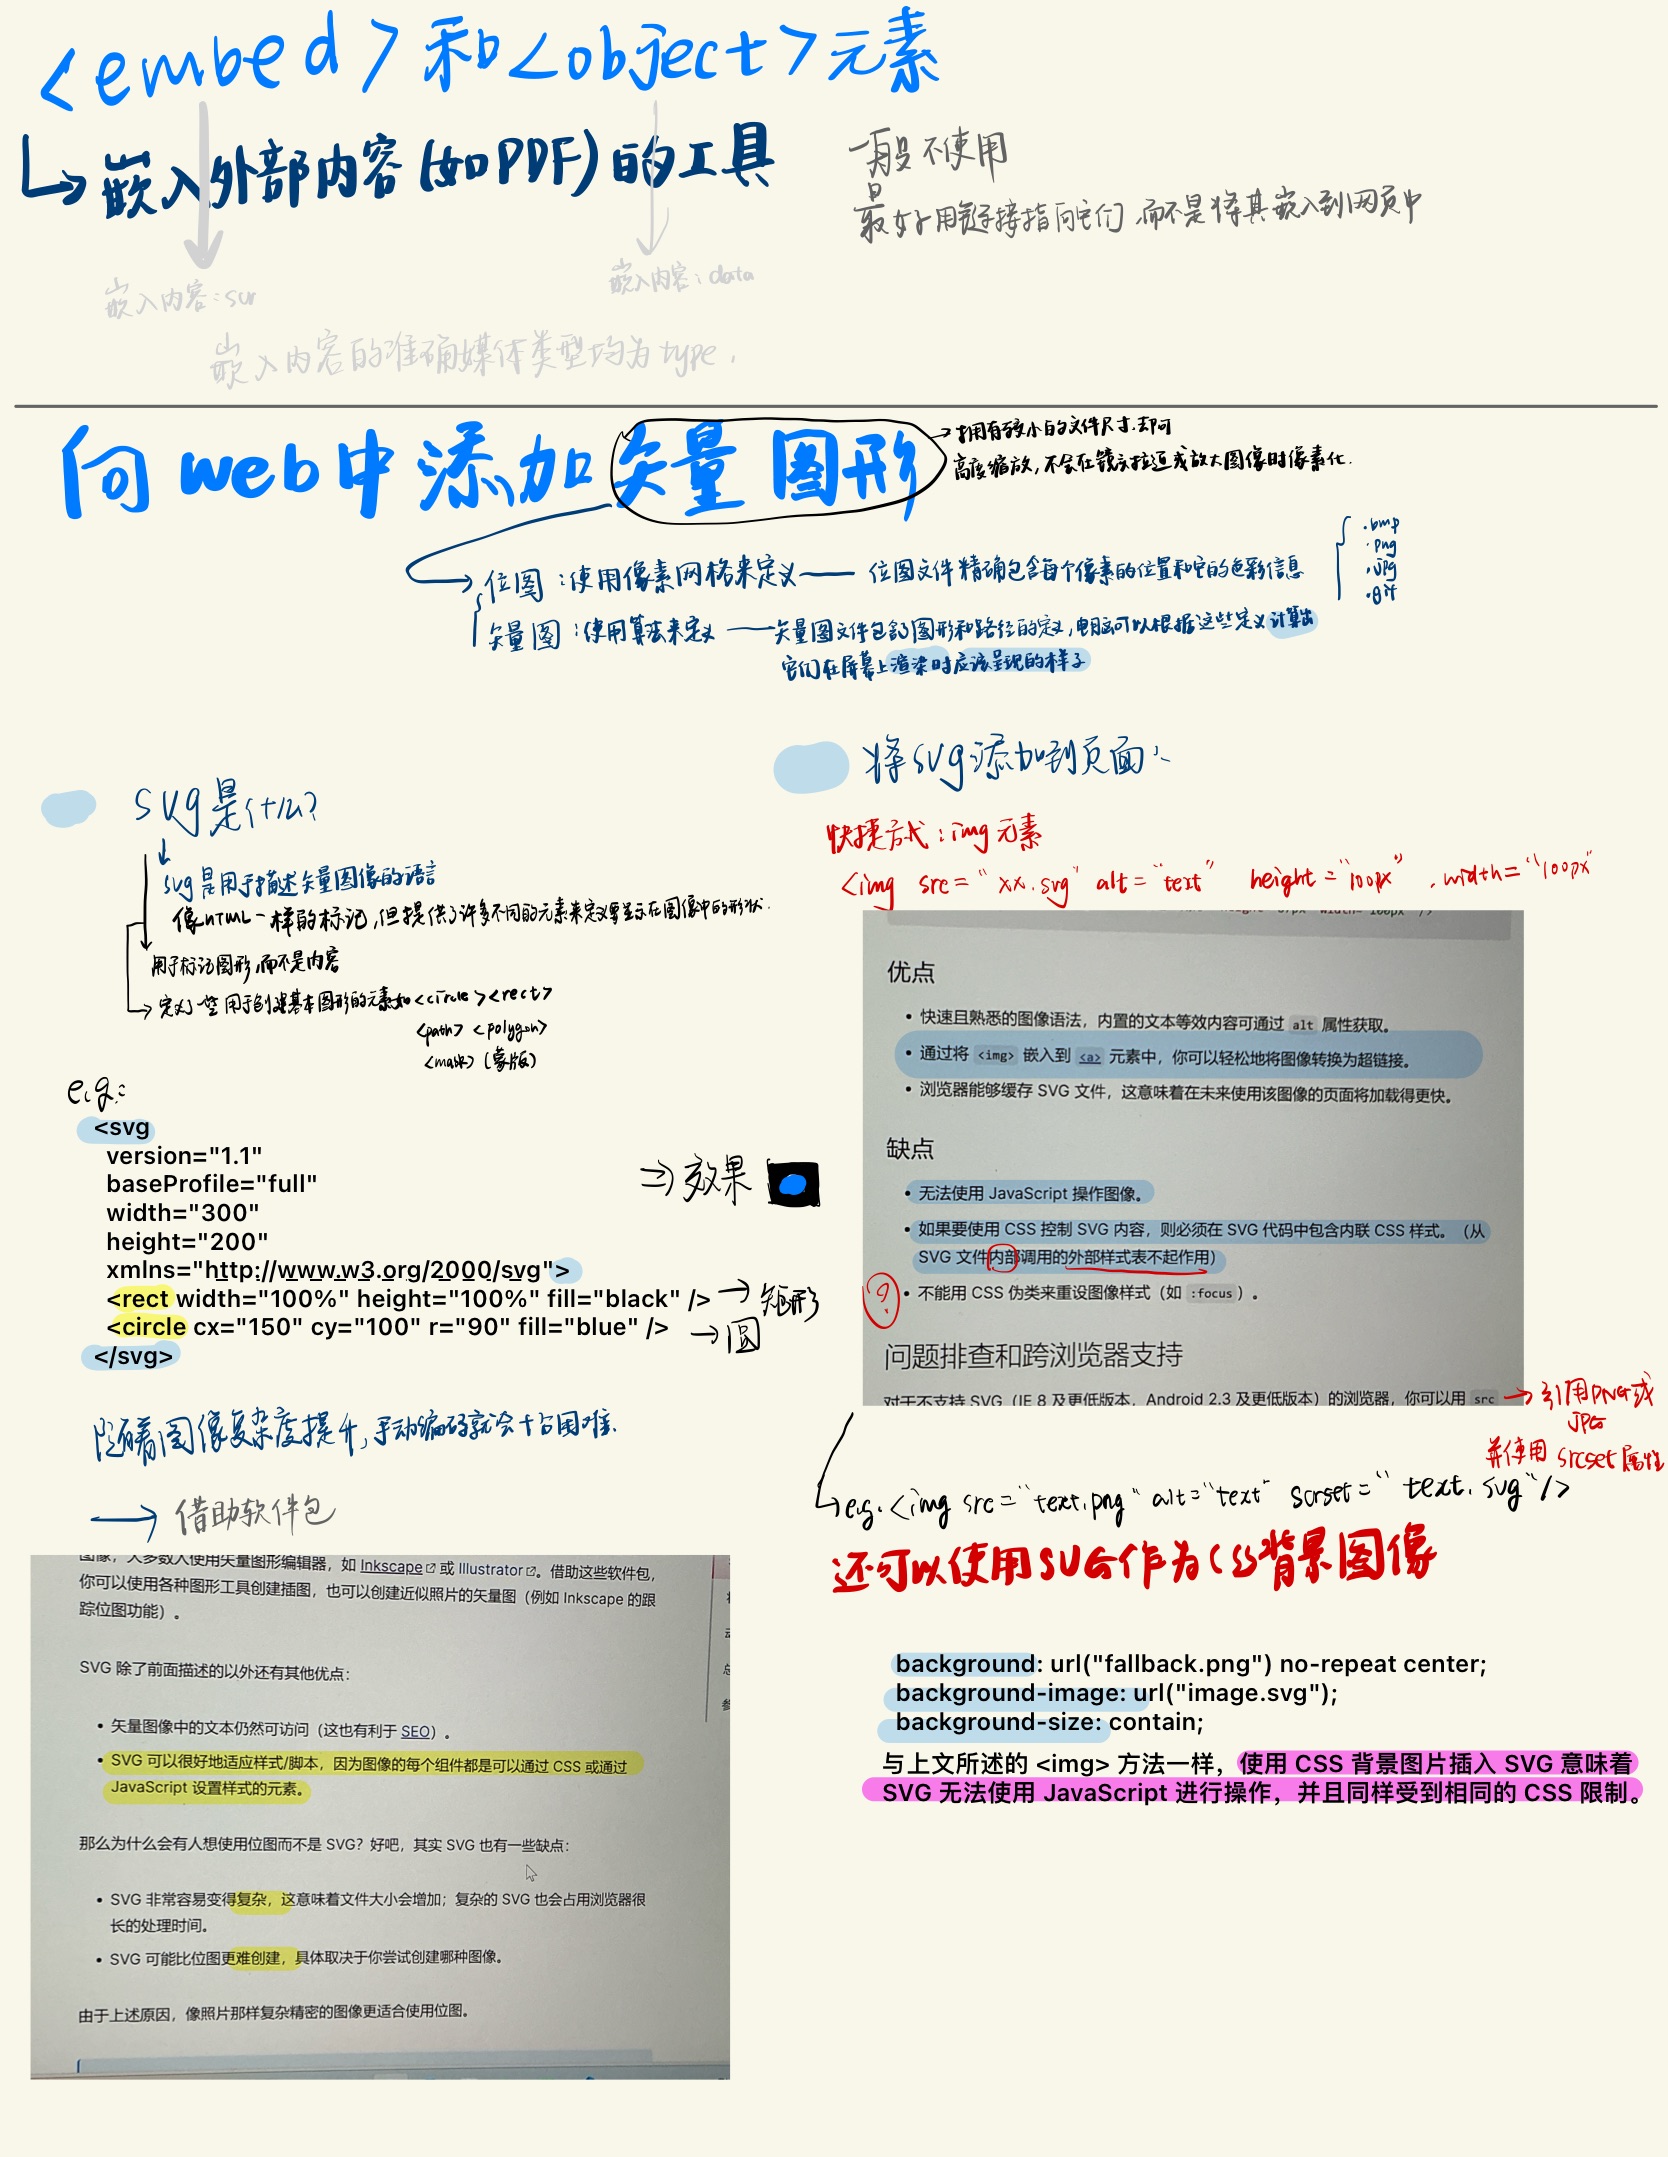 <embed>和<object>元素
嵌入外部内容(如PDF)的工具
一般不使用
最好用链接指向它们,而不是将其嵌入到网页中
嵌入内容:scr
嵌入内容:data
嵌入内容的准确媒体类型均为type.
向web中添加矢量图形
拥有较小的文件尺寸.却可
高度缩放,不会在镜头拉近或放大图像时像素化.
位图:使用像素网格来定义——位图文件精确包含每个像素的位置和它的色彩信息
.bmp
.png
.jpg
.gif
矢量图:使用算法来定义——矢量图文件包含了图形和路径的定义,电脑可以根据这些定义计算出
它们在屏幕上渲染时应该呈现的样子
svg是什么?
svg是用于描述矢量图像的语言
像HTML一样的标记,但提供了许多不同的元素来定义要显示在图像中的形状.
用于标记图形,而不是内容
定义了一些用于创建基本图形的元素如<circle><rect>
<path><polygon>
<mask>(蒙版)
e.g.:
<svg
version="1.1"
baseProfile="full"
width="300"
height="200"
xmlns="http://www.w3.org/2000/svg">
<rect width="100%" height="100%" fill="black" /> →矩形
<circle cx="150" cy="100" r="90" fill="blue" /> →圆
</svg>
⇒效果
随着图像复杂度提升,手动编码就会十分困难.
→借助软件包
图像,大多数人使用矢量图形编辑器,如 Inkscape 或 Illustrator。借助这些软件包,
你可以使用各种图形工具创建插图,也可以创建近似照片的矢量图(例如 Inkscape 的跟
踪位图功能)。
SVG 除了前面描述的以外还有其他优点:
• 矢量图像中的文本仍然可访问(这也有利于 SEO)。
• SVG 可以很好地适应样式/脚本,因为图像的每个组件都是可以通过 CSS 或通过
JavaScript 设置样式的元素。
那么为什么会有人想使用位图而不是 SVG?好吧,其实 SVG 也有一些缺点:
• SVG 非常容易变得复杂,这意味着文件大小会增加;复杂的 SVG 也会占用浏览器很
长的处理时间。
• SVG 可能比位图更难创建,具体取决于你尝试创建哪种图像。
由于上述原因,像照片那样复杂精密的图像更适合使用位图。
将svg添加到页面:
快捷方式:img元素
<img src="xx.svg" alt="text" height="100px" .width="100px"
优点
• 快速且熟悉的图像语法,内置的文本等效内容可通过 alt 属性获取。
• 通过将 <img> 嵌入到 <a> 元素中,你可以轻松地将图像转换为超链接。
• 浏览器能够缓存 SVG 文件,这意味着在未来使用该图像的页面将加载得更快。
缺点
• 无法使用 JavaScript 操作图像。
• 如果要使用 CSS 控制 SVG 内容,则必须在 SVG 代码中包含内联 CSS 样式。(从
SVG 文件内部调用的外部样式表不起作用)
? • 不能用 CSS 伪类来重设图像样式(如 :focus)。
问题排查和跨浏览器支持
对于不支持 SVG(IE 8 及更低版本、Android 2.3 及更低版本)的浏览器,你可以用 src
→引用PNG或
JPG
并使用 srcset属性
e.g. <img src="text.png" alt="text" scrset="text.svg"/>
还可以使用SVG作为CSS背景图像
background: url("fallback.png") no-repeat center;
background-image: url("image.svg");
background-size: contain;
与上文所述的 <img> 方法一样,使用 CSS 背景图片插入 SVG 意味着
SVG 无法使用 JavaScript 进行操作,并且同样受到相同的 CSS 限制。